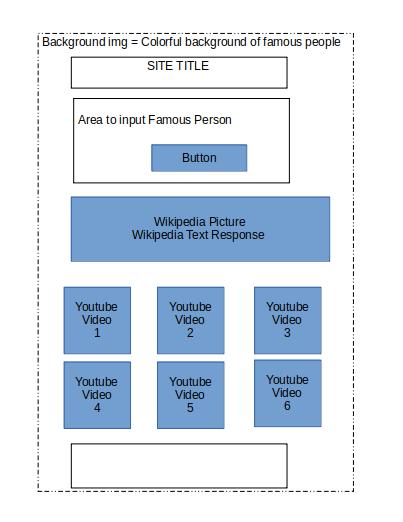 Background img = Colorful background of famous people
SITE TITLE
Area to input Famous Person
Button
Wikipedia Picture
Wikipedia Text Response
Youtube
Video
1
Youtube
Video
2
Youtube
Video
3
Youtube
Video
4
Youtube
Video
5
Youtube
Video
6